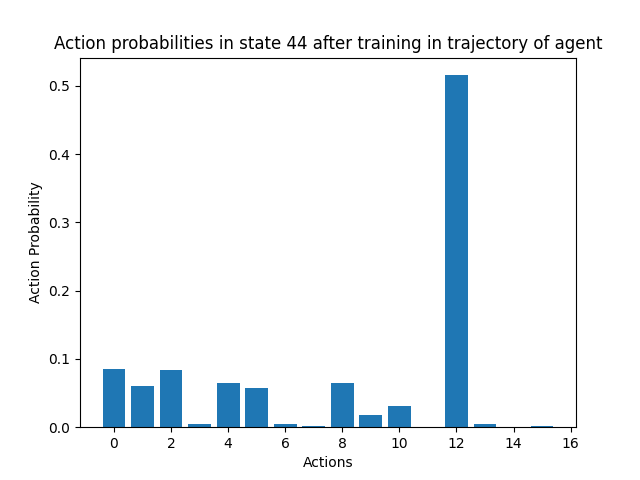 Action probabilities in state 44 after training in trajectory of agent
0.5
0.4
0.3
0.2
0.1
0.0
Action Probability
0 2 4 6 8 10 12 14 16
Actions